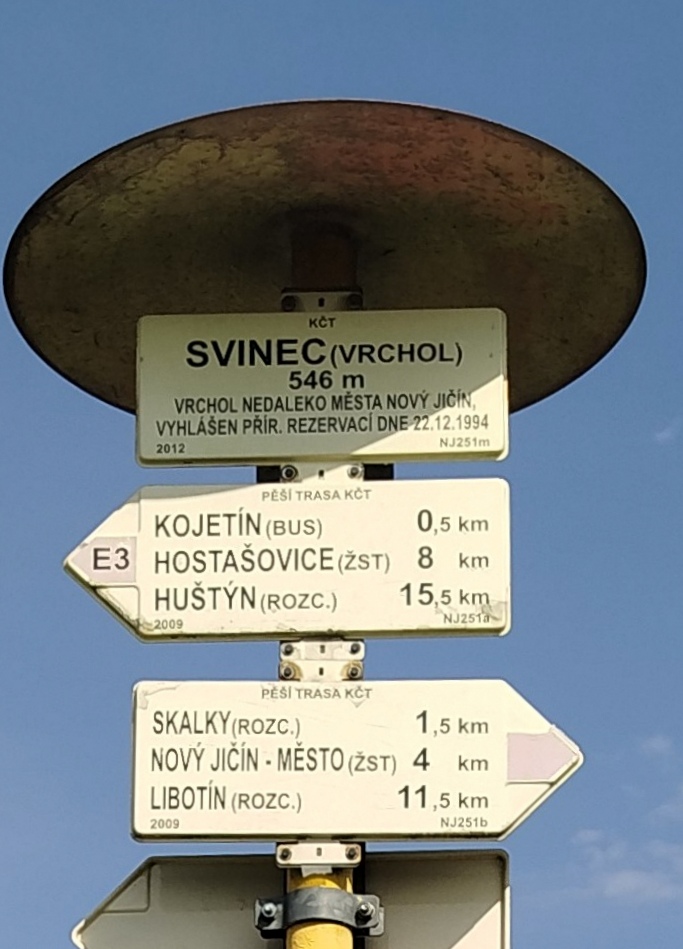 KČT
SVINEC (VRCHOL)
546 m
VRCHOL NEDALEKO MĚSTA NOVÝ JIČÍN,
VYHLÁŠEN PŘÍR. REZERVACÍ DNE 22.12.1994
2012 NJ251m
PĚŠÍ TRASA KČT
KOJETÍN (BUS) 0,5 km
E3 HOSTAŠOVICE (ŽST) 8 km
HUŠTÝN (ROZC.) 15,5 km
2009 NJ251a
PĚŠÍ TRASA KČT
SKALKY (ROZC.) 1,5 km
NOVÝ JIČÍN - MĚSTO (ŽST) 4 km
LIBOTÍN (ROZC.) 11,5 km
2009 NJ251b